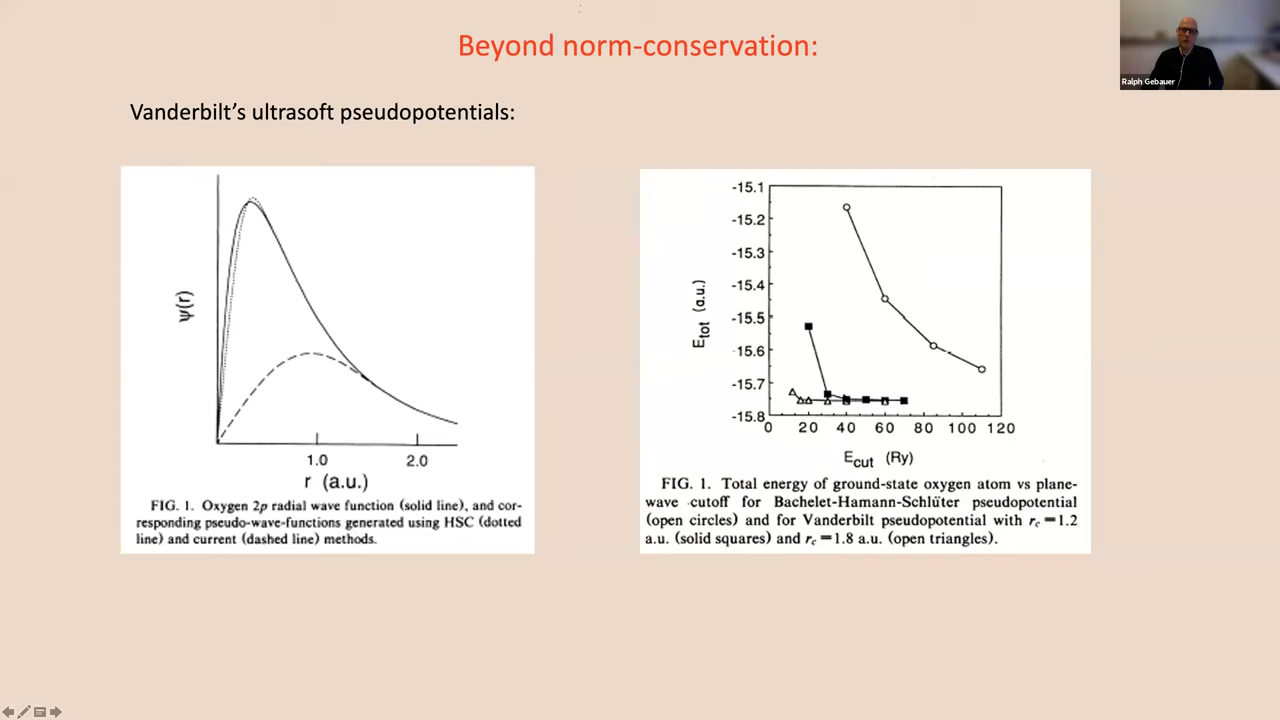 Beyond norm-conservation:
Ralph Gebauer
Vanderbilt’s ultrasoft pseudopotentials:
ψ(r)
1.0
2.0
r (a.u.)
FIG. 1. Oxygen 2p radial wave function (solid line), and cor-
responding pseudo-wave-functions generated using HSC (dotted
line) and current (dashed line) methods.
-15.1
-15.2
-15.3
-15.4
-15.5
-15.6
-15.7
-15.8
E_tot (a.u.)
0 20 40 60 80 100 120
E_cut (Ry)
FIG. 1. Total energy of ground-state oxygen atom vs plane-
wave cutoff for Bachelet-Hamann-Schlüter pseudopotential
(open circles) and for Vanderbilt pseudopotential with r_c = 1.2
a.u. (solid squares) and r_c = 1.8 a.u. (open triangles).